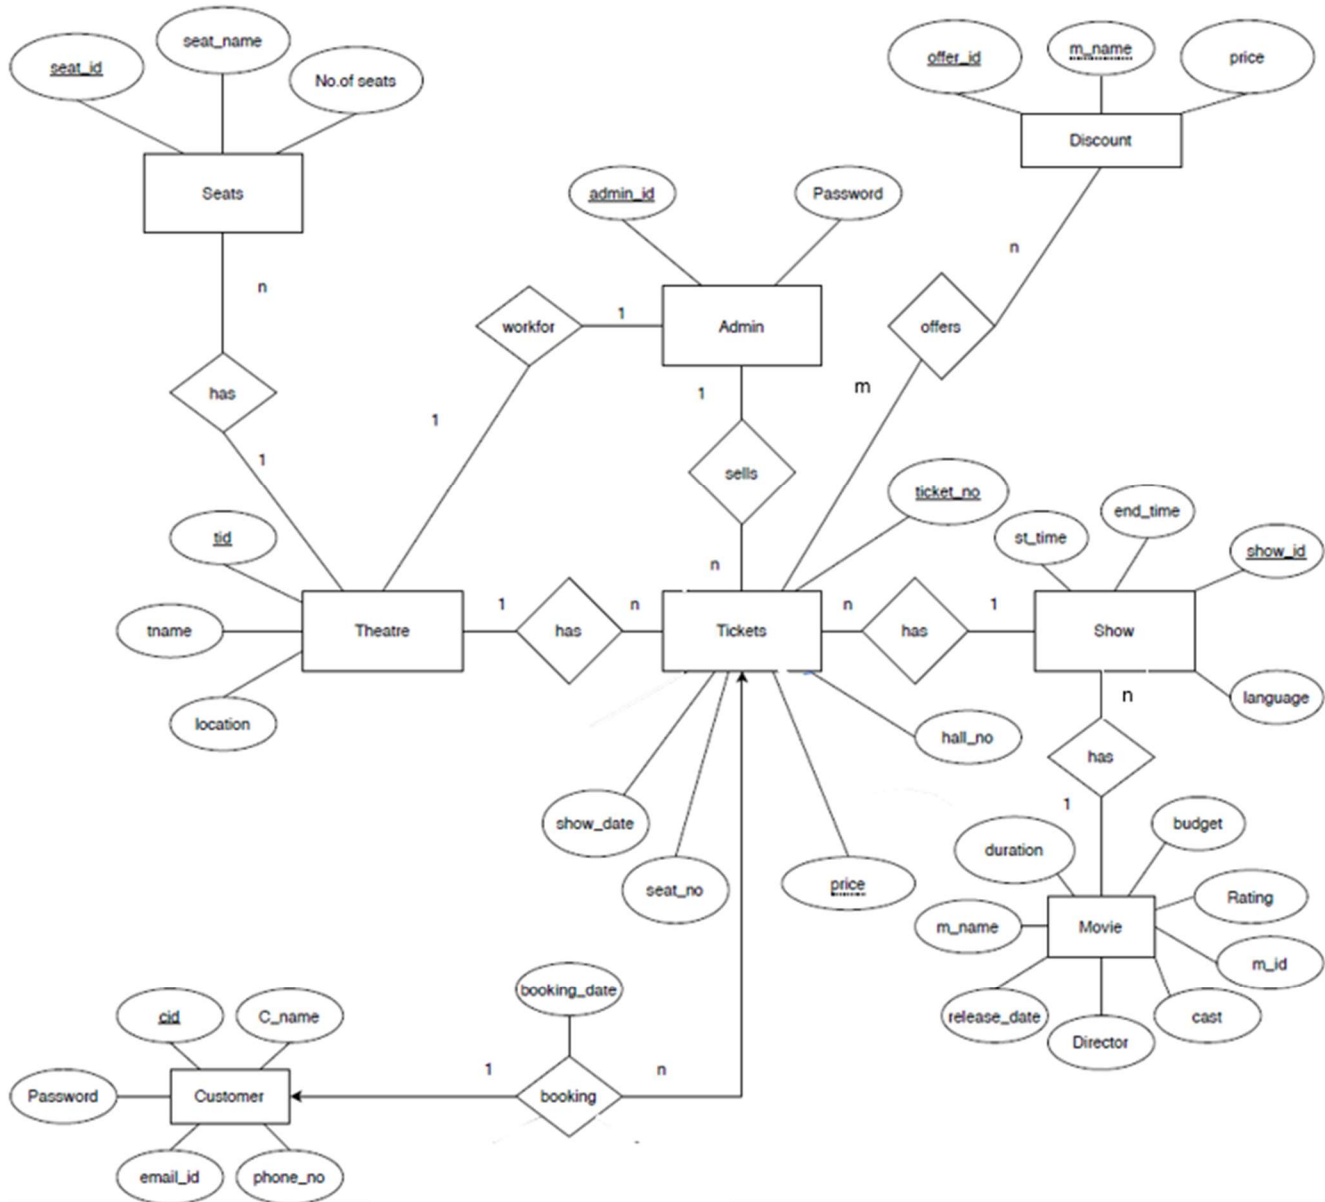 seat_name
seat_id
No.of seats
offer_id
m_name
price
Discount
Seats
admin_id
Password
n
n
workfor
1
Admin
offers
has
1
1
m
1
sells
ticket_no
end_time
st_time
show_id
tid
n
tname
Theatre
1
has
n
Tickets
n
has
1
Show
location
language
n
hall_no
has
1
show_date
budget
duration
seat_no
price
Rating
m_name
Movie
m_id
booking_date
release_date
cast
Director
cid
C_name
1
n
Password
Customer
booking
email_id
phone_no